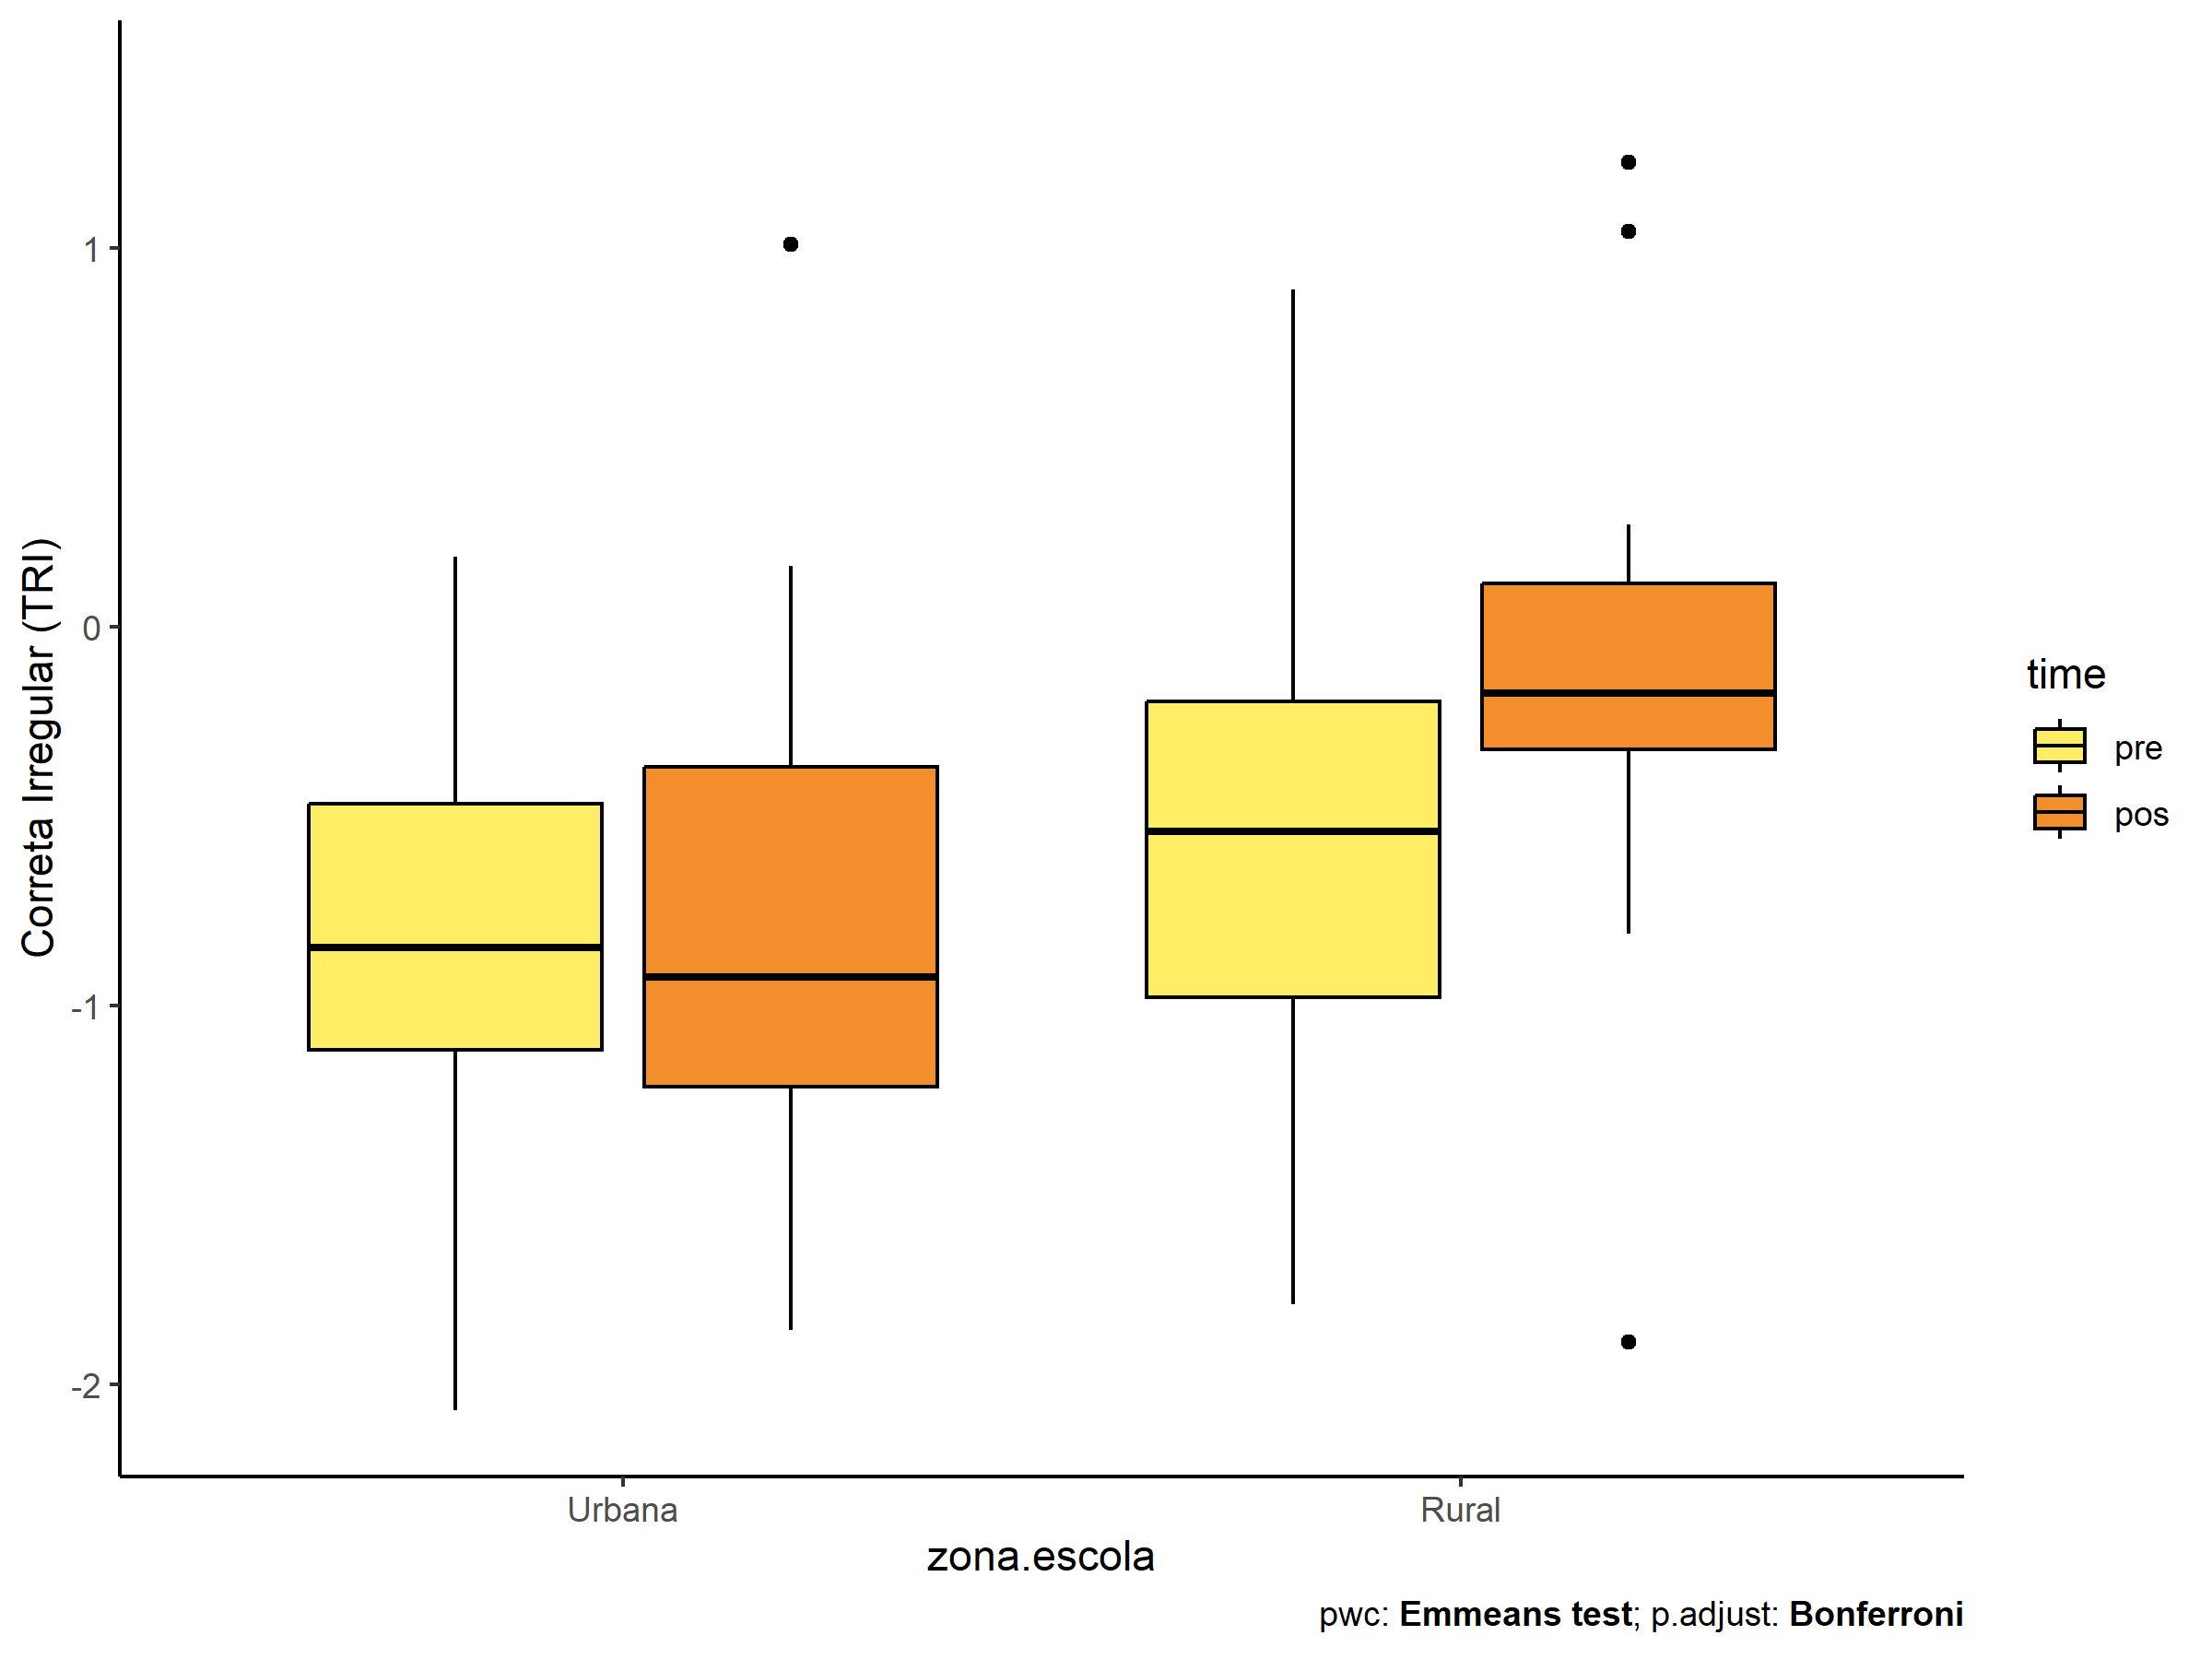 Correta Irregular (TRI)
1
0
-1
-2
Urbana
Rural
zona.escola
time
pre
pos
pwc: Emmeans test; p.adjust: Bonferroni